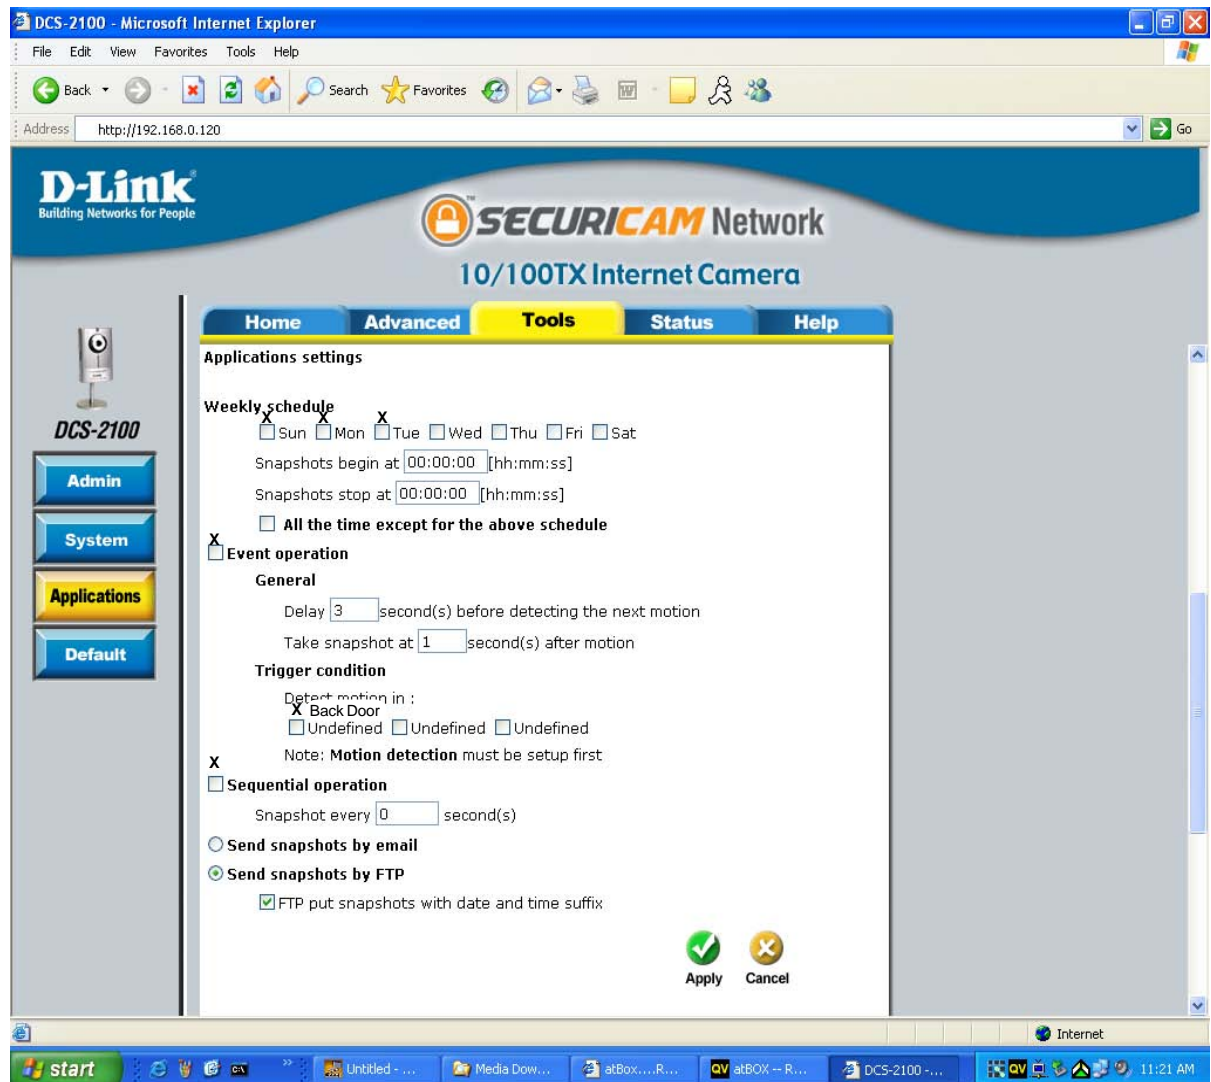 DCS-2100 - Microsoft Internet Explorer
File Edit View Favorites Tools Help
Back Search Favorites
Address http://192.168.0.120 Go
D-Link
Building Networks for People
SECURICAM Network
™
10/100TX Internet Camera
Home Advanced Tools Status Help
DCS-2100
Admin
System
Applications
Default
Applications settings
Weekly schedule
X X X
Sun Mon Tue Wed Thu Fri Sat
Snapshots begin at 00:00:00 [hh:mm:ss]
Snapshots stop at 00:00:00 [hh:mm:ss]
All the time except for the above schedule
X
Event operation
General
Delay 3 second(s) before detecting the next motion
Take snapshot at 1 second(s) after motion
Trigger condition
Detect motion in :
X Back Door
Undefined Undefined Undefined
Note: Motion detection must be setup first
X
Sequential operation
Snapshot every 0 second(s)
Send snapshots by email
Send snapshots by FTP
FTP put snapshots with date and time suffix
Apply Cancel
Internet
start Untitled - ... Media Dow... atBox....R... QV atBOX -- R... DCS-2100 -... QV 11:21 AM